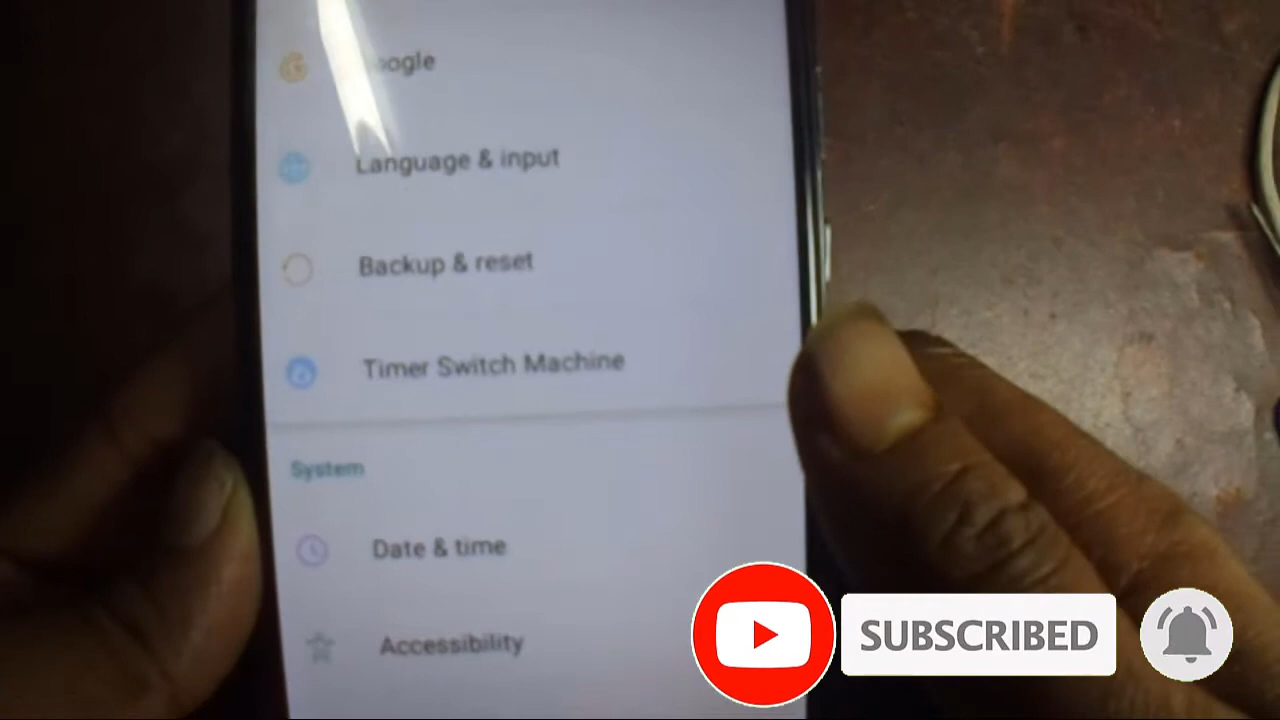 Language & input
Backup & reset
Timer Switch Machine
System
Date & time
Accessibility
SUBSCRIBED